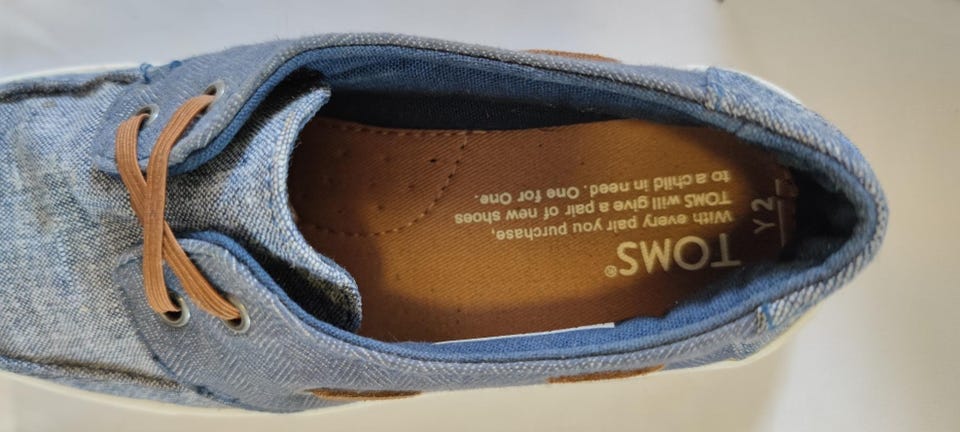 TOMS®
With every pair you purchase,
TOMS will give a pair of new shoes
to a child in need. One for One.
Y 2